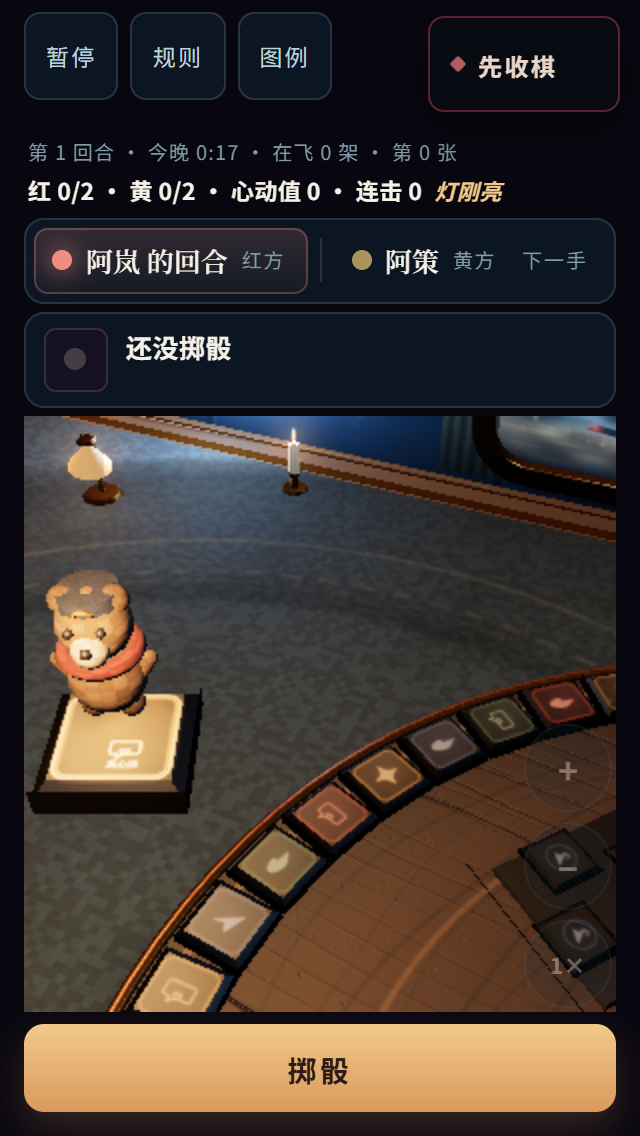 暂停 规则 图例
先收棋
第 1 回合 · 今晚 0:17 · 在飞 0 架 · 第 0 张
红 0/2 · 黄 0/2 · 心动值 0 · 连击 0 灯刚亮
阿岚 的回合 红方 阿策 黄方 下一手
还没掷骰
+
−
1×
掷骰